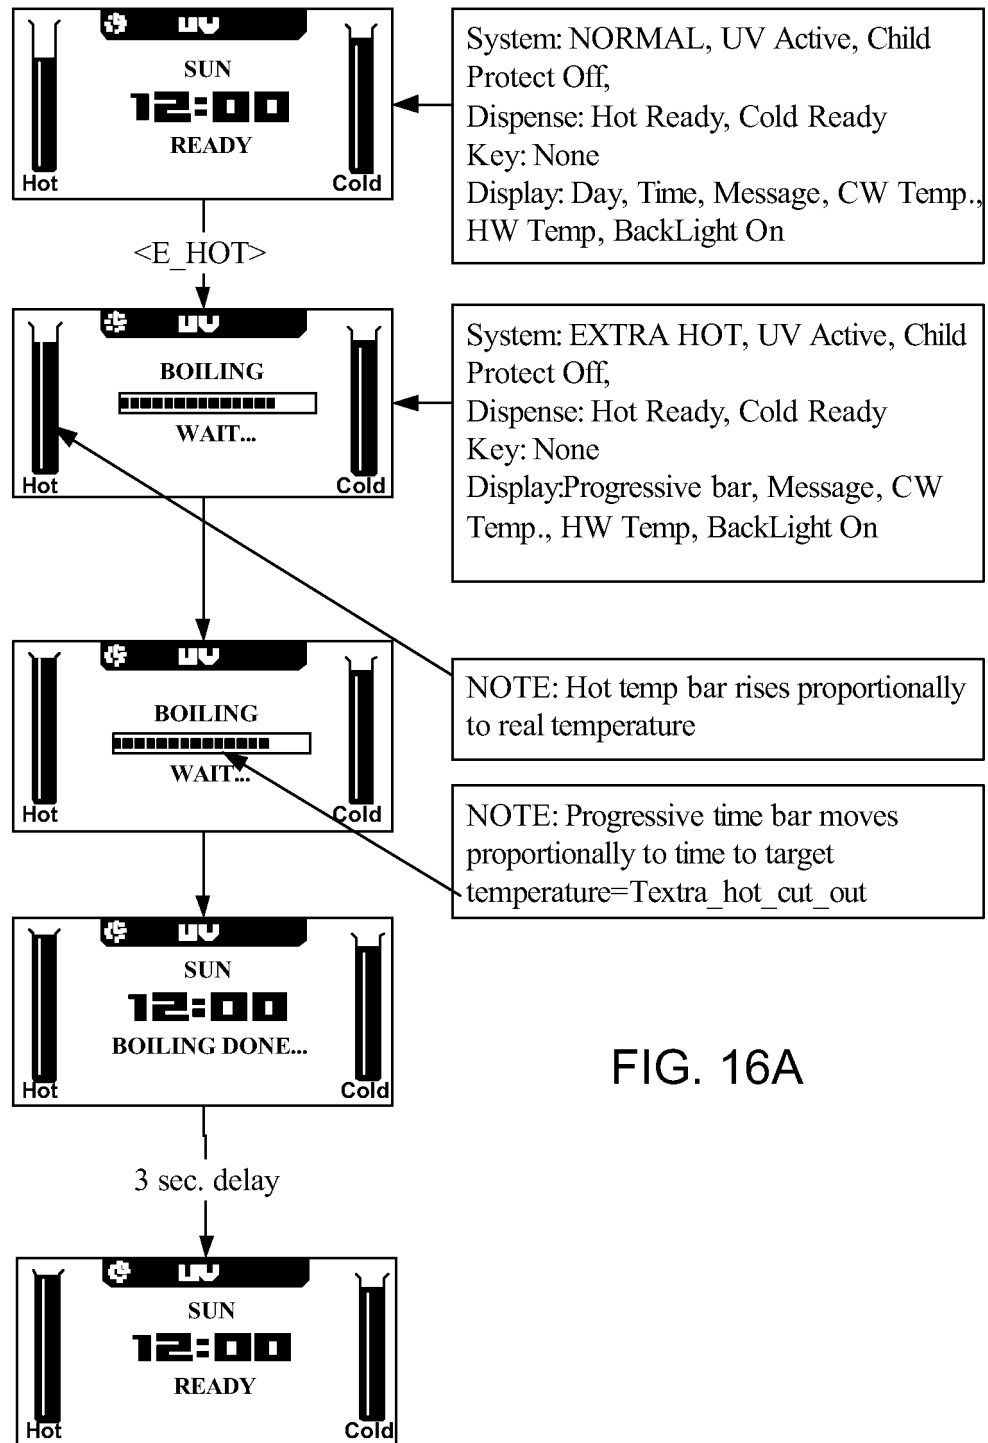 UV
SUN
12:00
READY
Hot
Cold
System: NORMAL, UV Active, Child
Protect Off,
Dispense: Hot Ready, Cold Ready
Key: None
Display: Day, Time, Message, CW Temp.,
HW Temp, BackLight On
<E_HOT>
UV
BOILING
WAIT...
Hot
Cold
System: EXTRA HOT, UV Active, Child
Protect Off,
Dispense: Hot Ready, Cold Ready
Key: None
Display:Progressive bar, Message, CW
Temp., HW Temp, BackLight On
UV
BOILING
WAIT...
Hot
Cold
NOTE: Hot temp bar rises proportionally
to real temperature
NOTE: Progressive time bar moves
proportionally to time to target
temperature=Textra_hot_cut_out
UV
SUN
12:00
BOILING DONE...
Hot
Cold
FIG. 16A
3 sec. delay
UV
SUN
12:00
READY
Hot
Cold